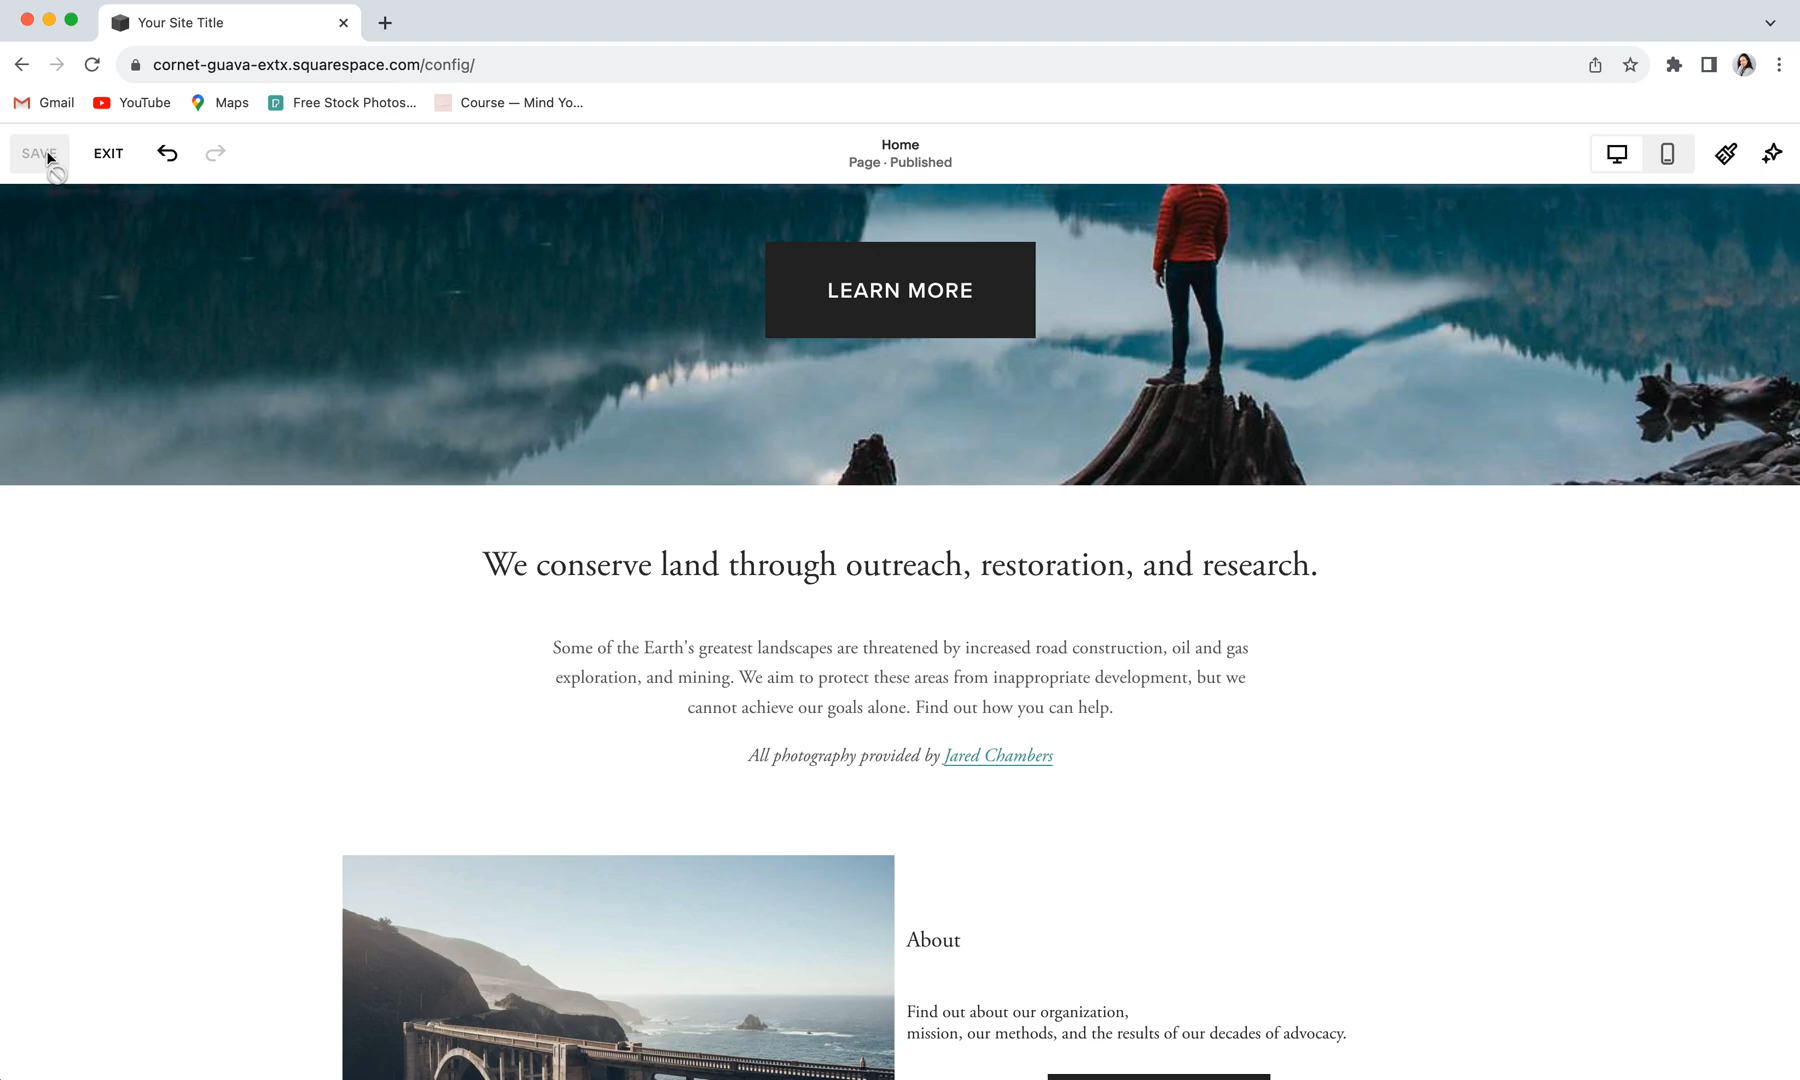 Your Site Title
cornet-guava-extx.squarespace.com/config/
Gmail YouTube Maps Free Stock Photos... Course — Mind Yo...
SAVE EXIT
Home
Page · Published
LEARN MORE
We conserve land through outreach, restoration, and research.
Some of the Earth's greatest landscapes are threatened by increased road construction, oil and gas
exploration, and mining. We aim to protect these areas from inappropriate development, but we
cannot achieve our goals alone. Find out how you can help.
All photography provided by Jared Chambers
About
Find out about our organization,
mission, our methods, and the results of our decades of advocacy.